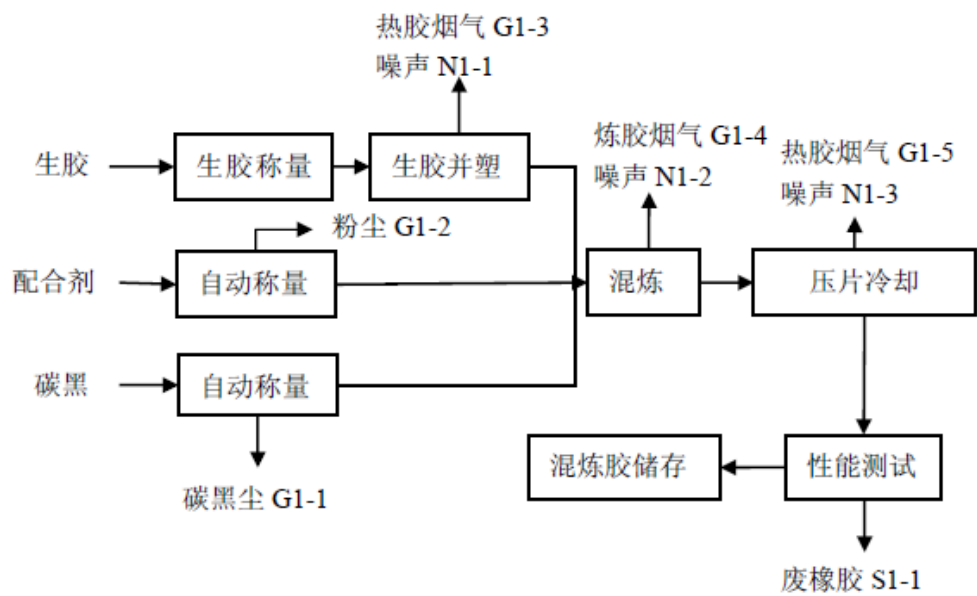 热胶烟气 G1-3
噪声 N1-1
炼胶烟气 G1-4
噪声 N1-2
热胶烟气 G1-5
噪声 N1-3
生胶
生胶称量
生胶并塑
粉尘 G1-2
配合剂
自动称量
混炼
压片冷却
碳黑
自动称量
碳黑尘 G1-1
混炼胶储存
性能测试
废橡胶 S1-1